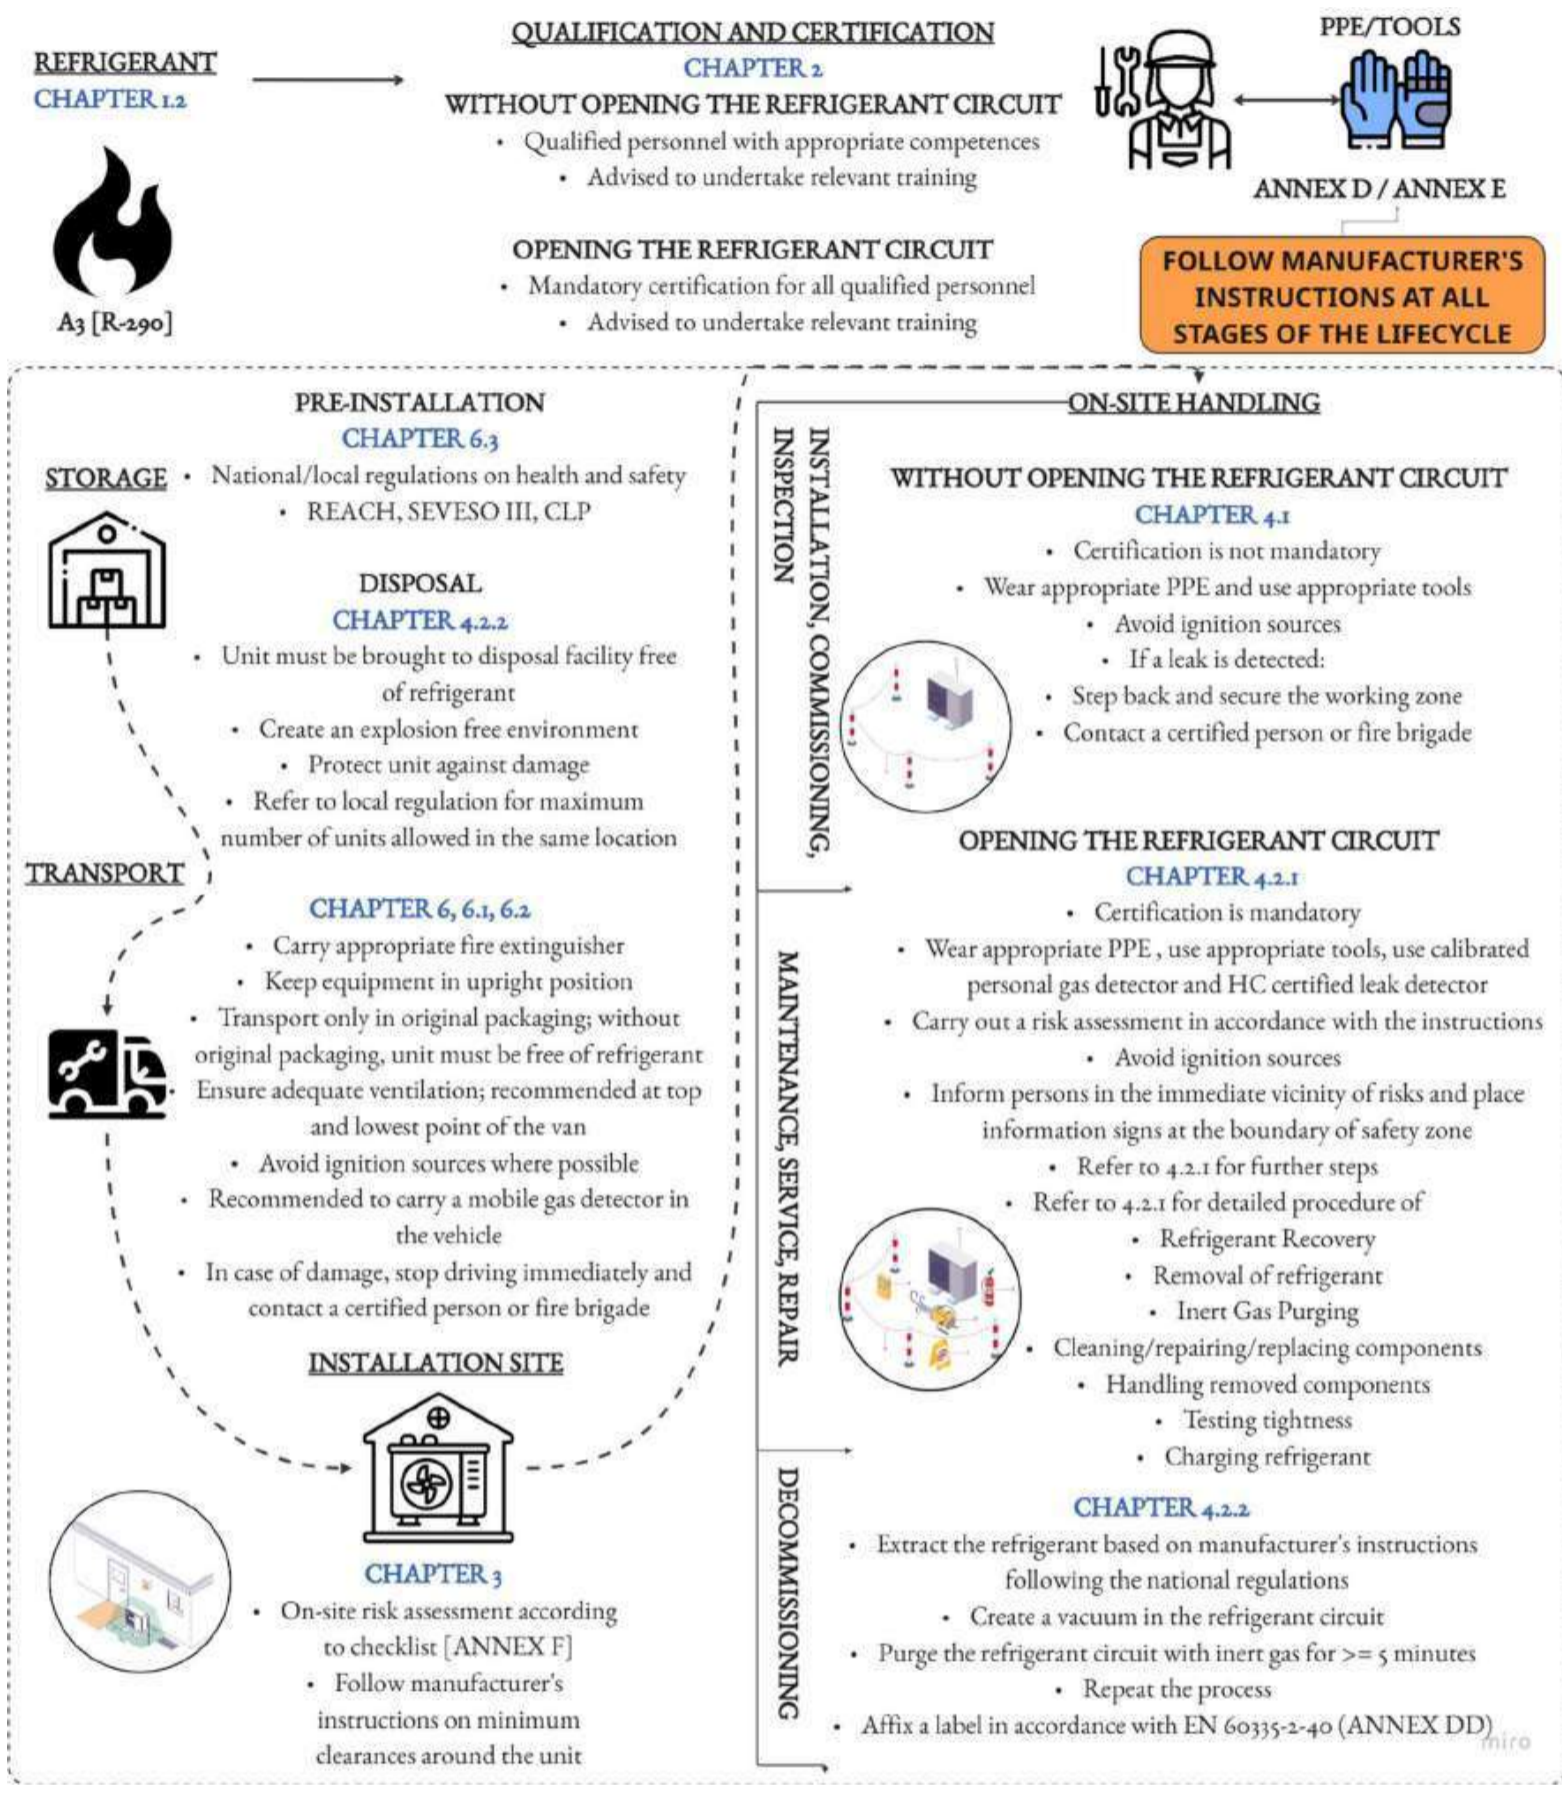 REFRIGERANT
CHAPTER 1.2
A3 [R-290]
QUALIFICATION AND CERTIFICATION
CHAPTER 2
WITHOUT OPENING THE REFRIGERANT CIRCUIT
• Qualified personnel with appropriate competences
• Advised to undertake relevant training
OPENING THE REFRIGERANT CIRCUIT
• Mandatory certification for all qualified personnel
• Advised to undertake relevant training
PPE/TOOLS
ANNEX D / ANNEX E
FOLLOW MANUFACTURER'S
INSTRUCTIONS AT ALL
STAGES OF THE LIFECYCLE
PRE-INSTALLATION
CHAPTER 6.3
STORAGE
• National/local regulations on health and safety
• REACH, SEVESO III, CLP
DISPOSAL
CHAPTER 4.2.2
• Unit must be brought to disposal facility free
of refrigerant
• Create an explosion free environment
• Protect unit against damage
• Refer to local regulation for maximum
number of units allowed in the same location
TRANSPORT
CHAPTER 6, 6.1, 6.2
• Carry appropriate fire extinguisher
• Keep equipment in upright position
• Transport only in original packaging; without
original packaging, unit must be free of refrigerant
• Ensure adequate ventilation; recommended at top
and lowest point of the van
• Avoid ignition sources where possible
• Recommended to carry a mobile gas detector in
the vehicle
• In case of damage, stop driving immediately and
contact a certified person or fire brigade
INSTALLATION SITE
CHAPTER 3
• On-site risk assessment according
to checklist [ANNEX F]
• Follow manufacturer's
instructions on minimum
clearances around the unit
ON-SITE HANDLING
INSTALLATION, COMMISSIONING,
INSPECTION
WITHOUT OPENING THE REFRIGERANT CIRCUIT
CHAPTER 4.1
• Certification is not mandatory
• Wear appropriate PPE and use appropriate tools
• Avoid ignition sources
• If a leak is detected:
• Step back and secure the working zone
• Contact a certified person or fire brigade
MAINTENANCE, SERVICE, REPAIR
OPENING THE REFRIGERANT CIRCUIT
CHAPTER 4.2.1
• Certification is mandatory
• Wear appropriate PPE , use appropriate tools, use calibrated
personal gas detector and HC certified leak detector
• Carry out a risk assessment in accordance with the instructions
• Avoid ignition sources
• Inform persons in the immediate vicinity of risks and place
information signs at the boundary of safety zone
• Refer to 4.2.1 for further steps
• Refer to 4.2.1 for detailed procedure of
• Refrigerant Recovery
• Removal of refrigerant
• Inert Gas Purging
• Cleaning/repairing/replacing components
• Handling removed components
• Testing tightness
• Charging refrigerant
DECOMMISSIONING
CHAPTER 4.2.2
• Extract the refrigerant based on manufacturer's instructions
following the national regulations
• Create a vacuum in the refrigerant circuit
• Purge the refrigerant circuit with inert gas for >= 5 minutes
• Repeat the process
• Affix a label in accordance with EN 60335-2-40 (ANNEX DD)
miro